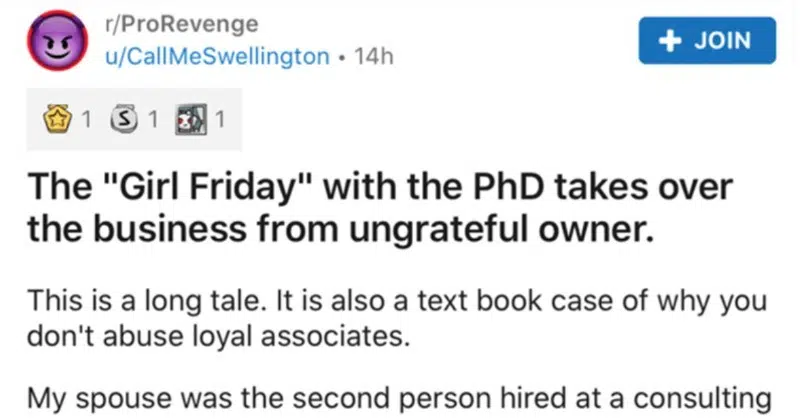 r/ProRevenge
u/CallMeSwellington • 14h
+ JOIN
1 S 1 1
The "Girl Friday" with the PhD takes over
the business from ungrateful owner.
This is a long tale. It is also a text book case of why you
don't abuse loyal associates.
My spouse was the second person hired at a consulting